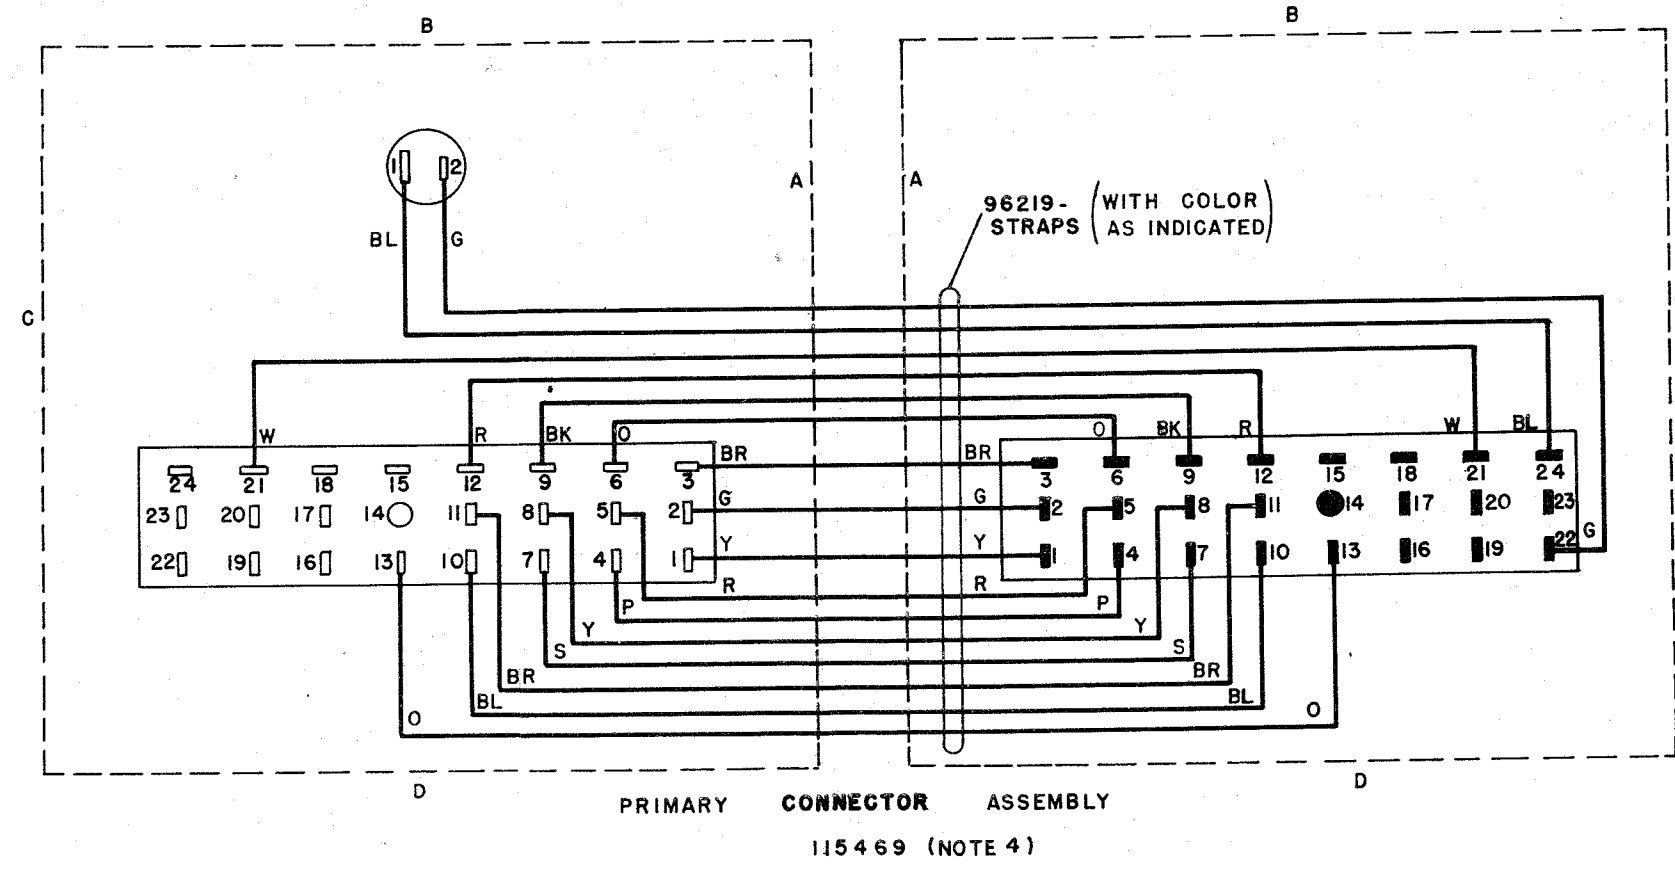 B
B
1
2
A
A
96219-
STRAPS
(WITH COLOR
AS INDICATED)
BL
G
C
W
R
BK
O
BR
BR
O
BK
R
W
BL
24
21
18
15
12
9
6
3
3
6
9
12
15
18
21
24
23
20
17
14
11
8
5
2
G
G
2
5
8
11
14
17
20
23
22
19
16
13
10
7
4
1
Y
Y
1
4
7
10
13
16
19
22
G
R
R
P
P
Y
Y
S
S
BR
BR
BL
BL
O
O
D
D
PRIMARY CONNECTOR ASSEMBLY
115469 (NOTE 4)